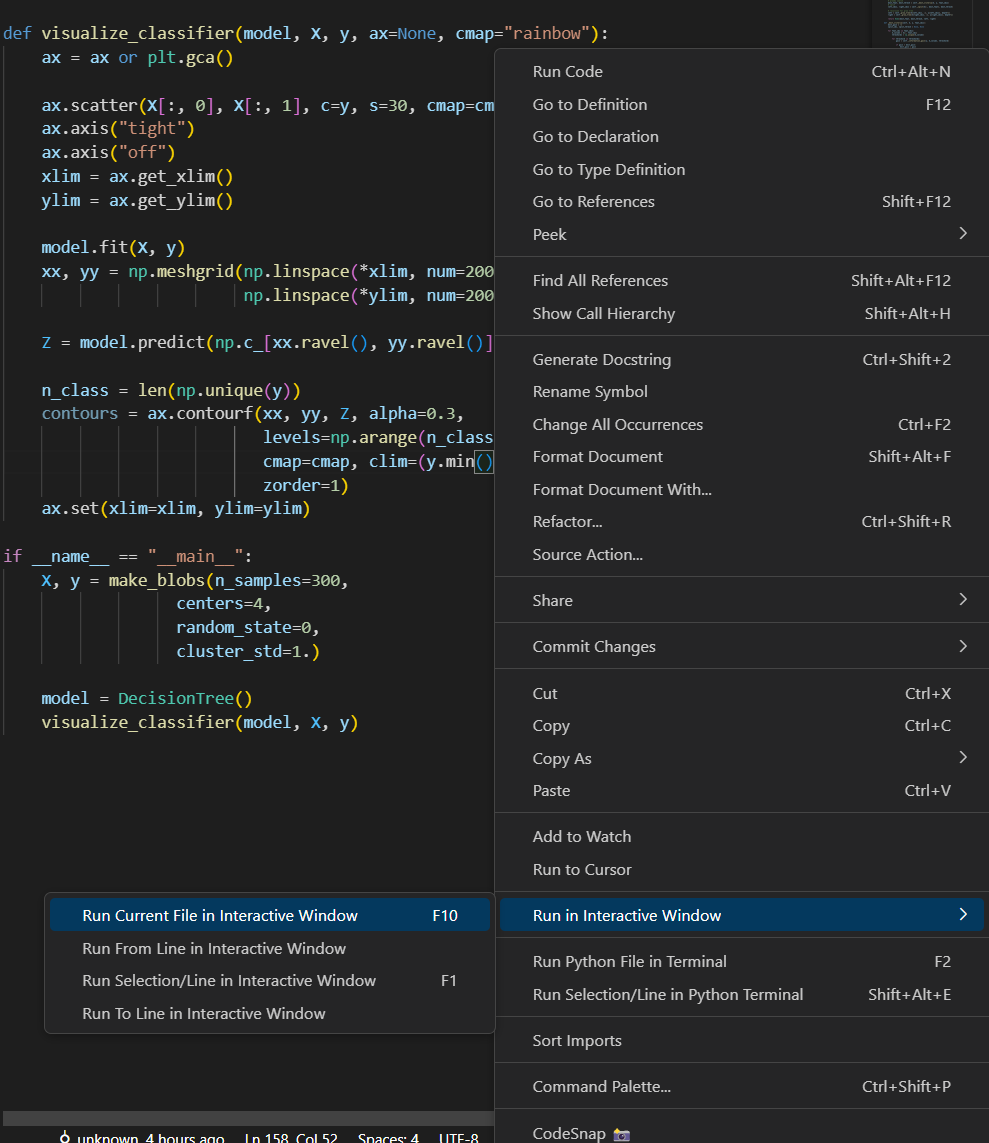 def visualize_classifier(model, X, y, ax=None, cmap="rainbow"):
    ax = ax or plt.gca()
    ax.scatter(X[:, 0], X[:, 1], c=y, s=30, cmap=cm
    ax.axis("tight")
    ax.axis("off")
    xlim = ax.get_xlim()
    ylim = ax.get_ylim()
    model.fit(X, y)
    xx, yy = np.meshgrid(np.linspace(*xlim, num=200
                         np.linspace(*ylim, num=200
    Z = model.predict(np.c_[xx.ravel(), yy.ravel()]
    n_class = len(np.unique(y))
    contours = ax.contourf(xx, yy, Z, alpha=0.3,
                           levels=np.arange(n_class
                           cmap=cmap, clim=(y.min()
                           zorder=1)
    ax.set(xlim=xlim, ylim=ylim)
if __name__ == "__main__":
    X, y = make_blobs(n_samples=300,
                  centers=4,
                  random_state=0,
                  cluster_std=1.)
    model = DecisionTree()
    visualize_classifier(model, X, y)
Run Code Ctrl+Alt+N
Go to Definition F12
Go to Declaration
Go to Type Definition
Go to References Shift+F12
Peek
Find All References Shift+Alt+F12
Show Call Hierarchy Shift+Alt+H
Generate Docstring Ctrl+Shift+2
Rename Symbol
Change All Occurrences Ctrl+F2
Format Document Shift+Alt+F
Format Document With...
Refactor... Ctrl+Shift+R
Source Action...
Share
Commit Changes
Cut Ctrl+X
Copy Ctrl+C
Copy As
Paste Ctrl+V
Add to Watch
Run to Cursor
Run in Interactive Window
Run Current File in Interactive Window F10
Run From Line in Interactive Window
Run Selection/Line in Interactive Window F1
Run To Line in Interactive Window
Run Python File in Terminal F2
Run Selection/Line in Python Terminal Shift+Alt+E
Sort Imports
Command Palette... Ctrl+Shift+P
CodeSnap 📸
unknown, 4 hours ago Ln 158, Col 52 Spaces: 4 UTF-8